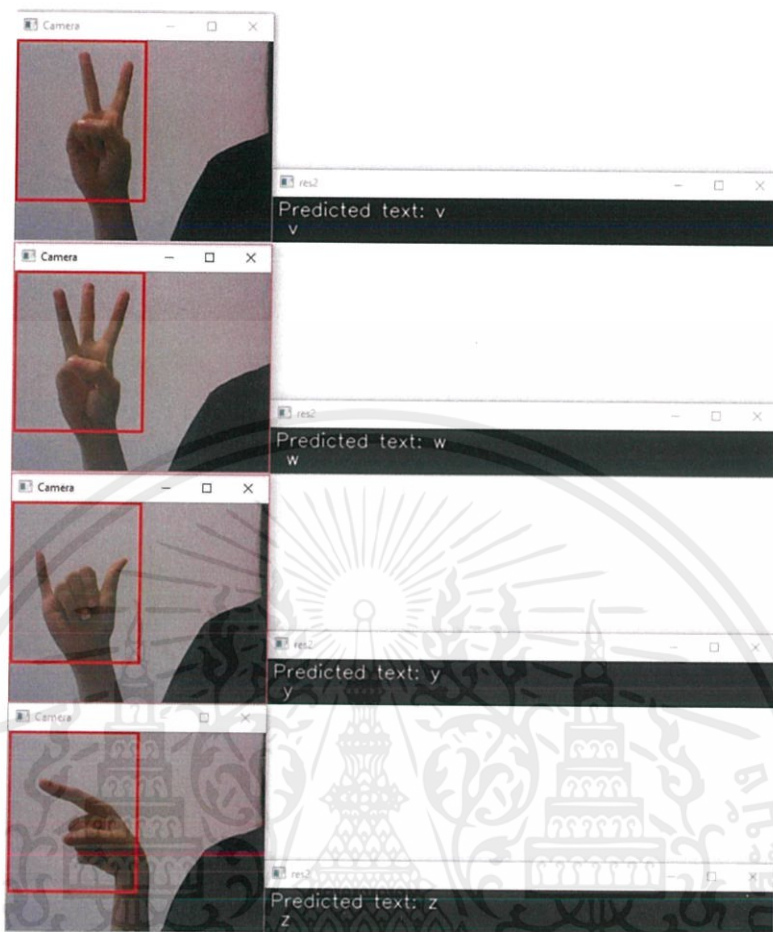 Camera
res2
Predicted text: v
v
Camera
res2
Predicted text: w
w
Camera
res2
Predicted text: y
y
Camera
res2
Predicted text: z
z